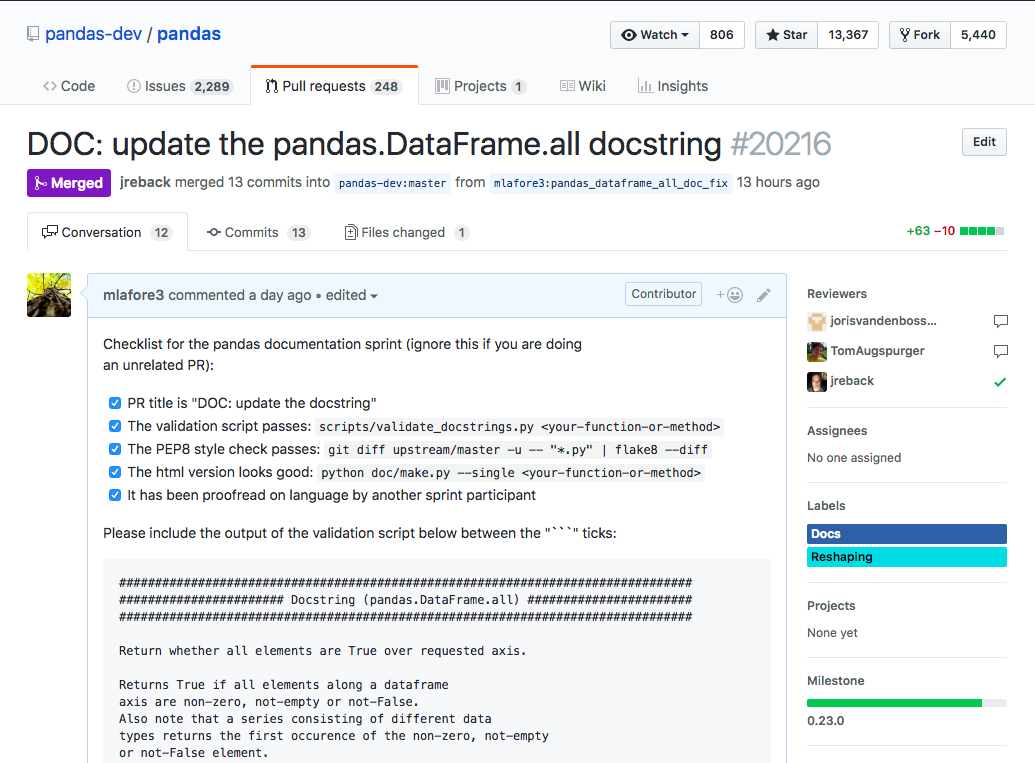 pandas-dev / pandas
Watch 806 Star 13,367 Fork 5,440
Code Issues 2,289 Pull requests 248 Projects 1 Wiki Insights
DOC: update the pandas.DataFrame.all docstring #20216
Edit
Merged jreback merged 13 commits into pandas-dev:master from mlafore3:pandas_dataframe_all_doc_fix 13 hours ago
Conversation 12 Commits 13 Files changed 1
+63 −10
mlafore3 commented a day ago • edited
Contributor
Checklist for the pandas documentation sprint (ignore this if you are doing
an unrelated PR):
PR title is "DOC: update the docstring"
The validation script passes: scripts/validate_docstrings.py <your-function-or-method>
The PEP8 style check passes: git diff upstream/master -u -- "*.py" | flake8 --diff
The html version looks good: python doc/make.py --single <your-function-or-method>
It has been proofread on language by another sprint participant
Please include the output of the validation script below between the "```" ticks:
################################################################################
####################### Docstring (pandas.DataFrame.all) #######################
################################################################################
Return whether all elements are True over requested axis.
Returns True if all elements along a dataframe
axis are non-zero, not-empty or not-False.
Also note that a series consisting of different data
types returns the first occurence of the non-zero, not-empty
or not-False element.
Reviewers
jorisvandenboss...
TomAugspurger
jreback
Assignees
No one assigned
Labels
Docs
Reshaping
Projects
None yet
Milestone
0.23.0